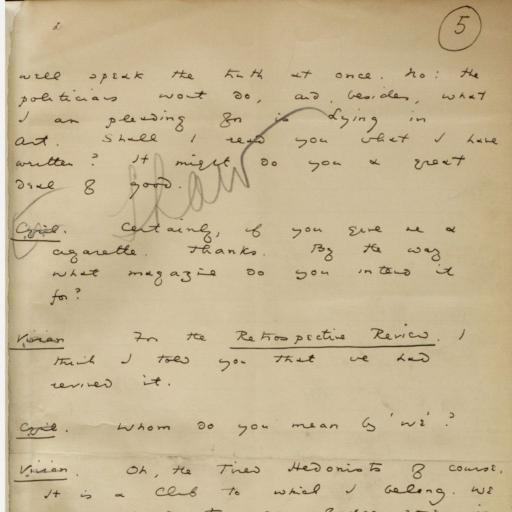 5
well speak the truth at once. No: the
politicians wont do, and, besides, what
I am pleading for is Lying in
Art. Shall I read you what I have
written? It might do you a great
deal of good.
Shaw
Cyril. Certainly, if you give me a
cigarette. Thanks. By the way
what magazine do you intend it
for?
Vivian For the Retrospective Review. I
think I told you that we had
revived it.
Cyril. Whom do you mean by 'we'?
Vivian. Oh, the Tired Hedonists of course.
It is a Club to which I belong. We